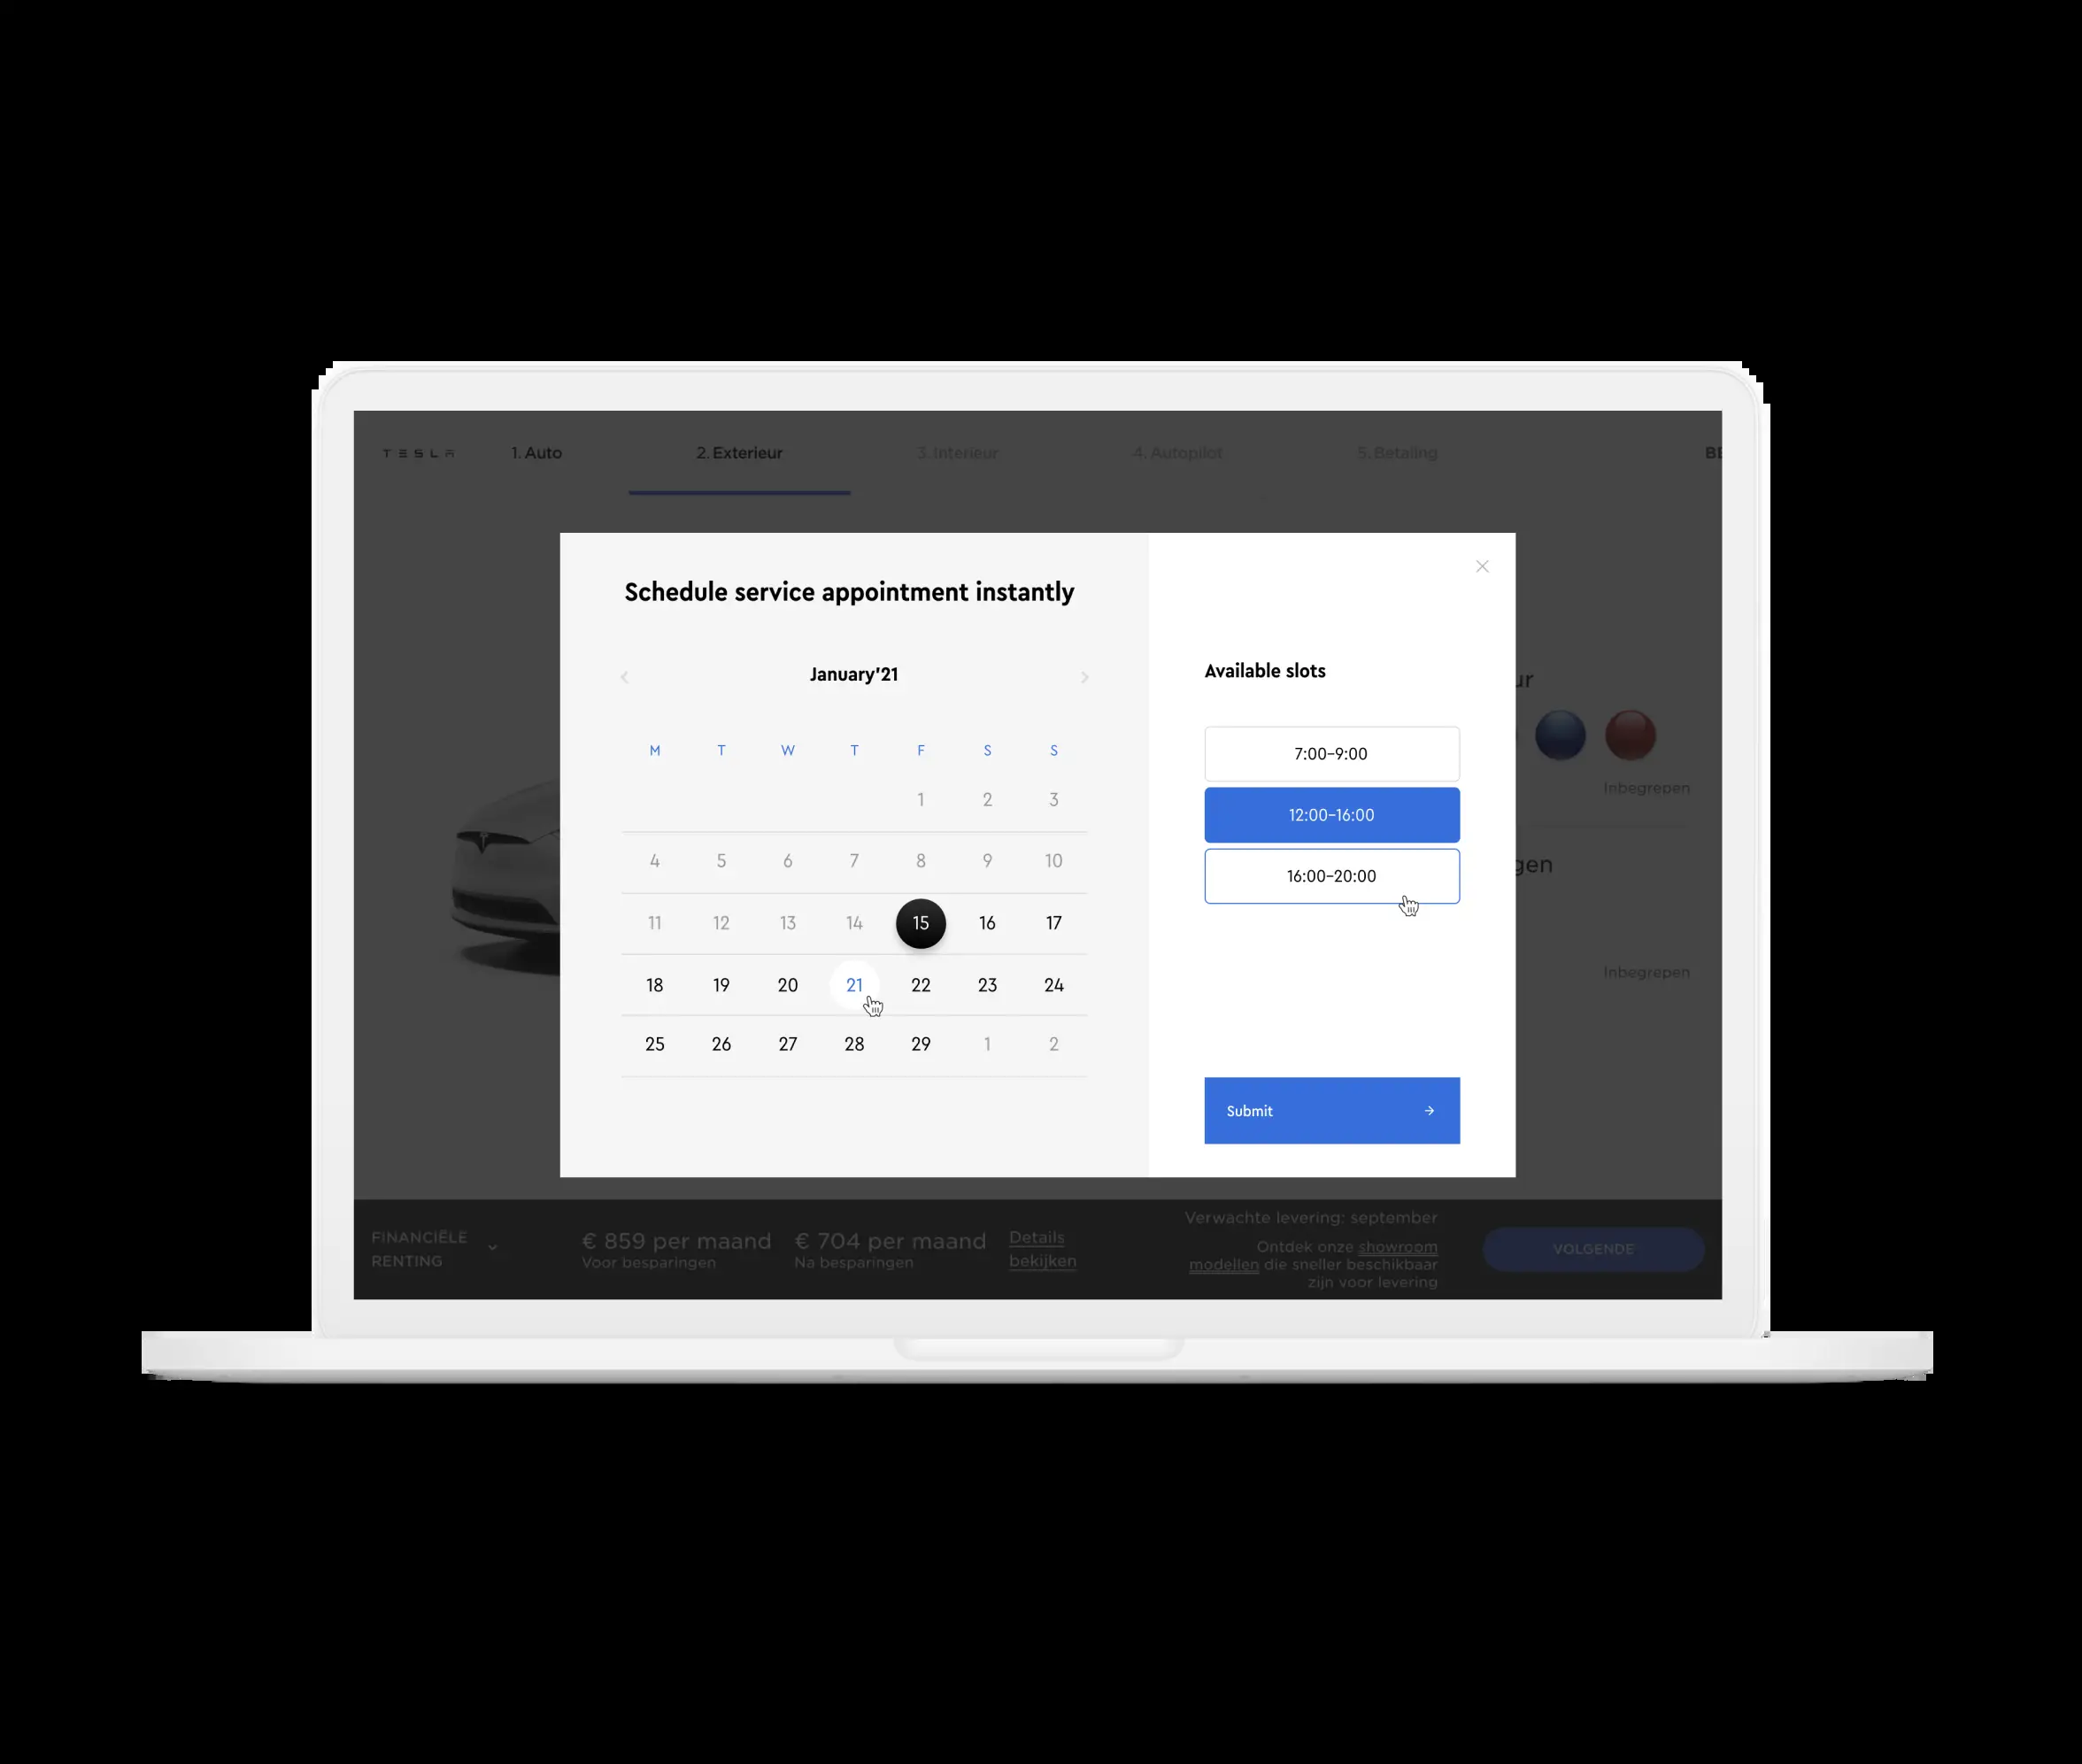 TESLA
1. Auto
2. Exterieur
3. Interieur
4. Autopilot
5. Betaling
BE
Schedule service appointment instantly
January'21
M T W T F S S
1 2 3
4 5 6 7 8 9 10
11 12 13 14 15 16 17
18 19 20 21 22 23 24
25 26 27 28 29 1 2
Available slots
7:00-9:00
12:00-16:00
16:00-20:00
Submit
ur
Inbegrepen
gen
Inbegrepen
FINANCIËLE
RENTING
€ 859 per maand
Voor besparingen
€ 704 per maand
Na besparingen
Details
bekijken
Verwachte levering: september
Ontdek onze showroom
modellen die sneller beschikbaar
zijn voor levering
VOLGENDE